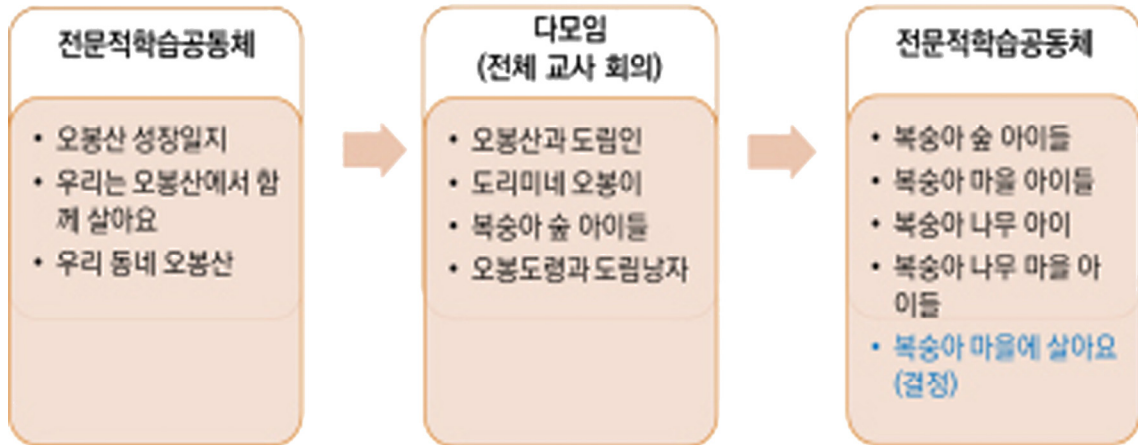 전문적학습공동체
• 오봉산 성장일지
• 우리는 오봉산에서 함
께 살아요
• 우리 동네 오봉산
다모임
(전체 교사 회의)
• 오봉산과 도림인
• 도리미네 오봉이
• 복숭아 숲 아이들
• 오봉도령과 도림낭자
전문적학습공동체
• 복숭아 숲 아이들
• 복숭아 마을 아이들
• 복숭아 나무 아이
• 복숭아 나무 마을 아
이들
• 복숭아 마을에 살아요
(결정)